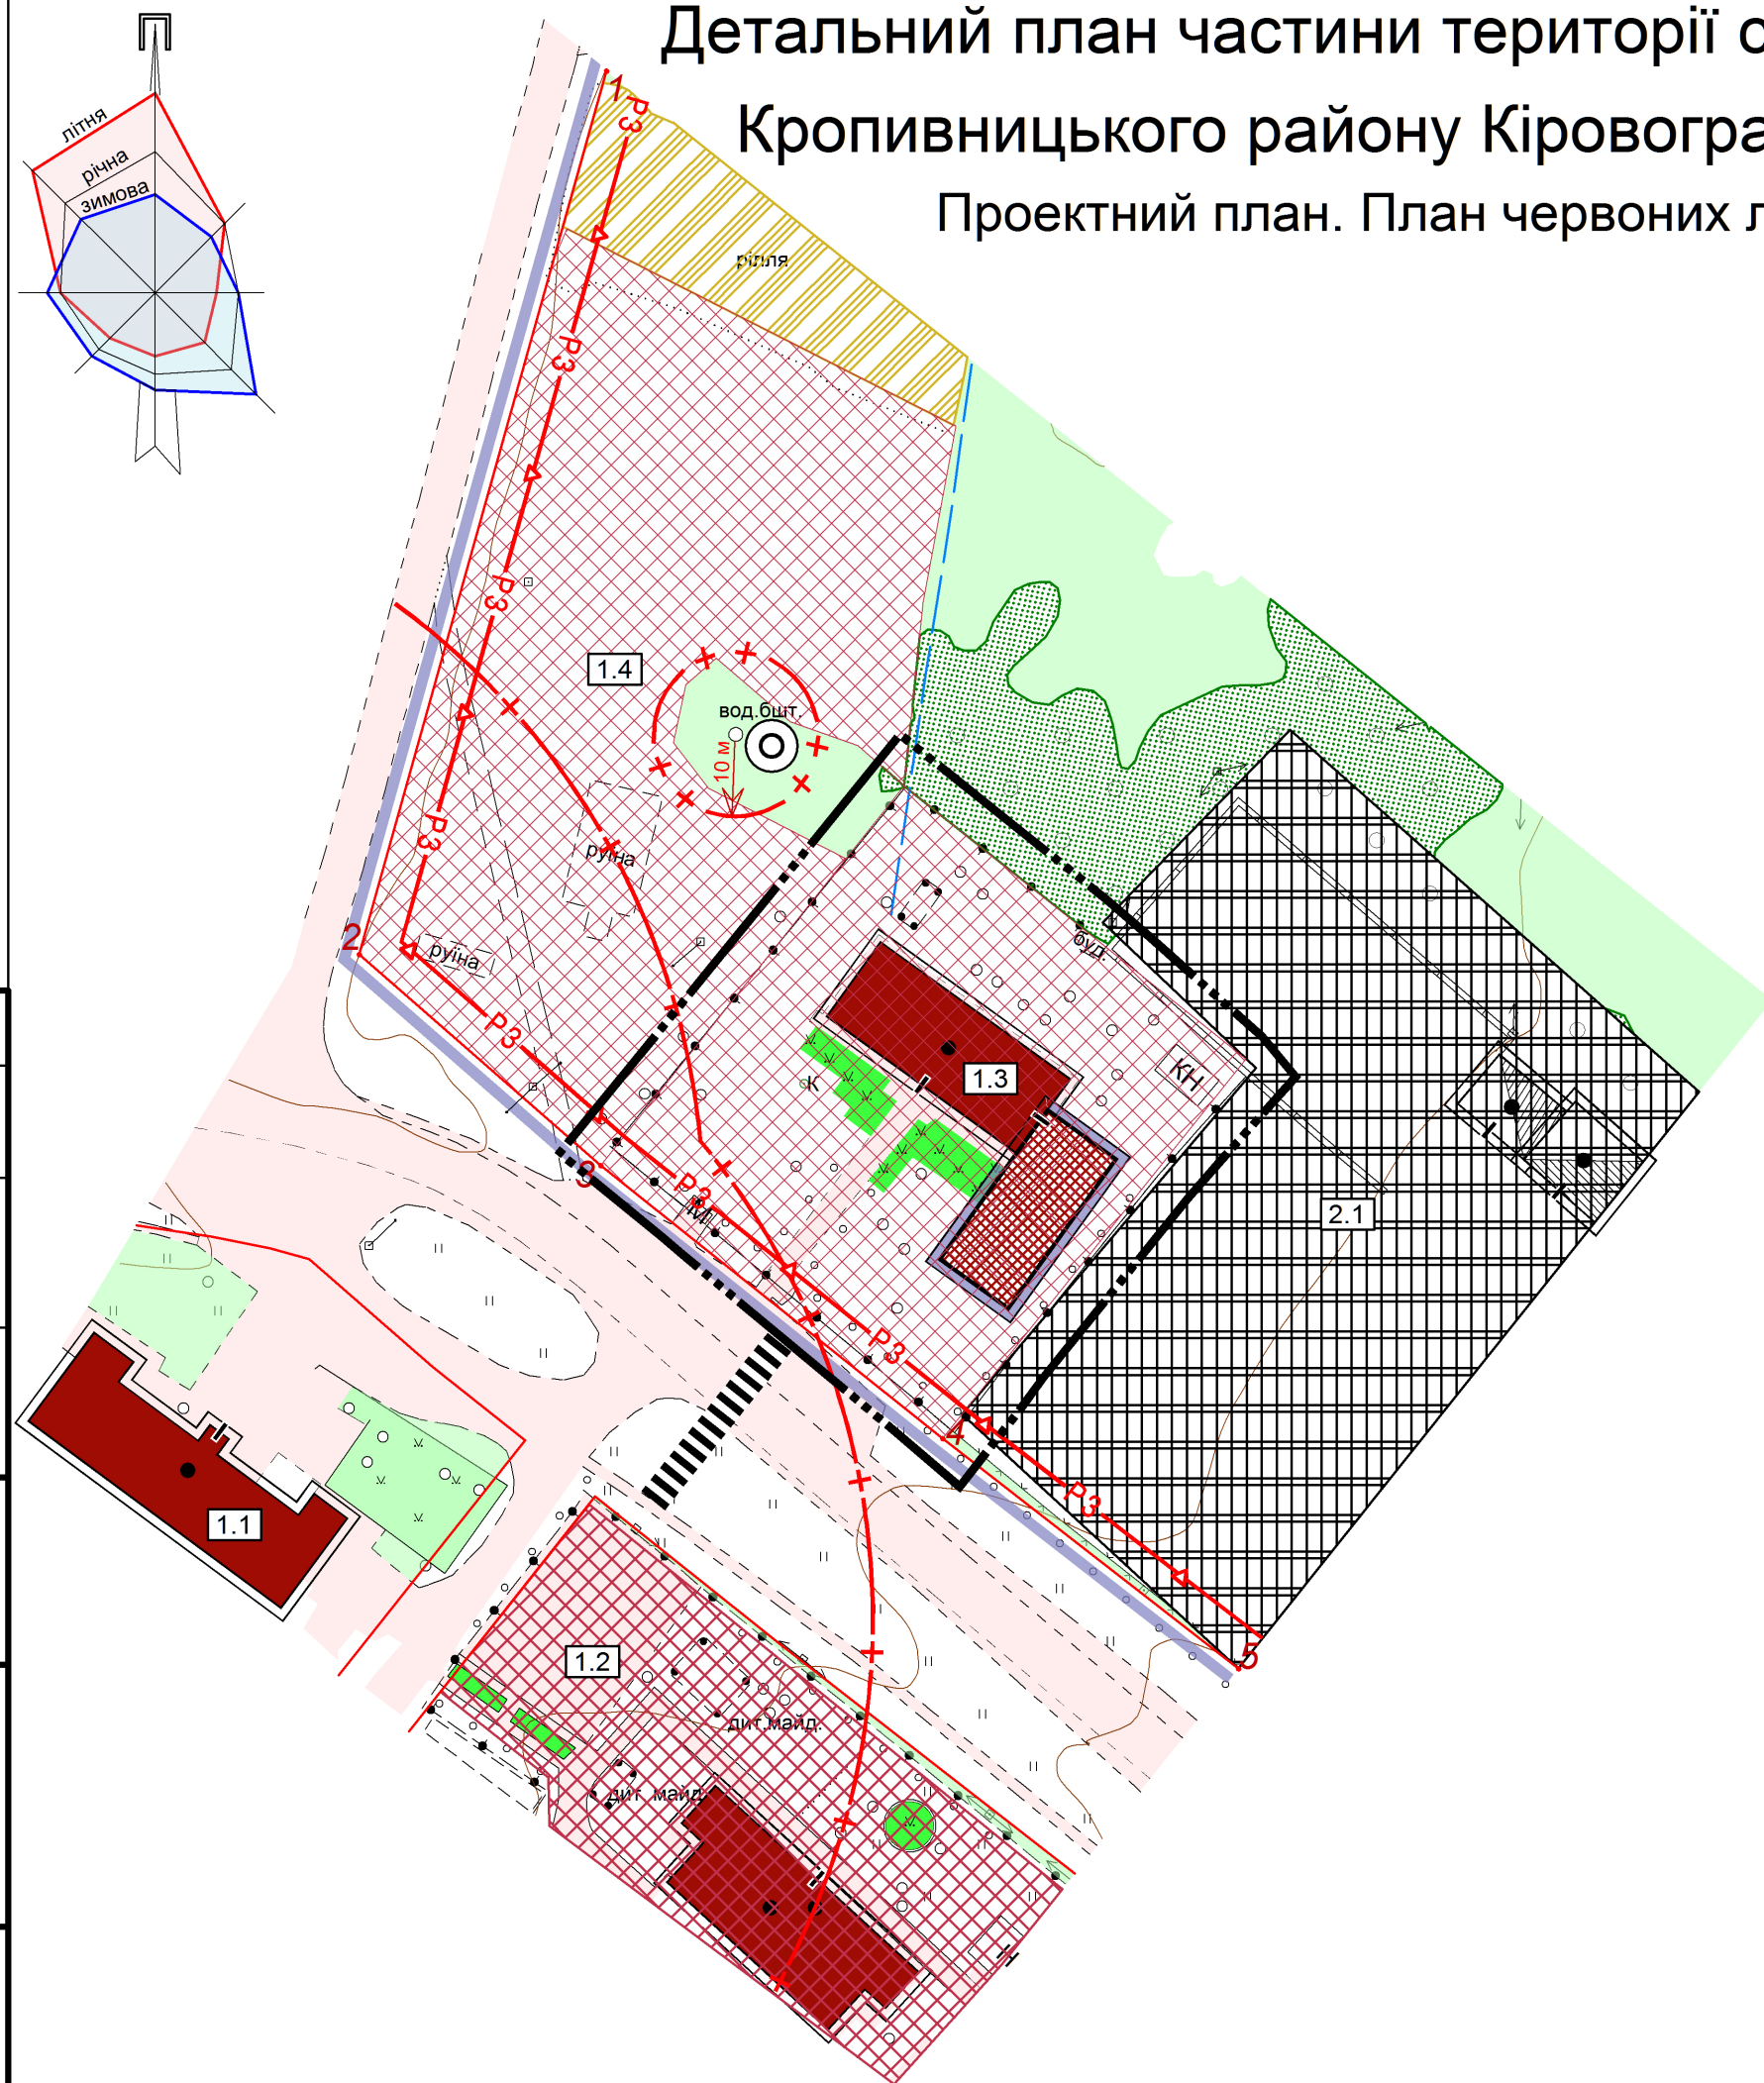 Детальний план частини території с
Кропивницького району Кіровогра
Проектний план. План червоних л
П
літня
річна
зимова
1
Р3
рілля
Р3
Р3
1.4
вод.бшт.
10 м
Р3
руїна
2
руїна
буд.
Р3
К
1.3
КН
3
Р3
М
2.1
Р3
4
Р3
1.1
5
1.2
дит.майд.
дит. майд.
Н